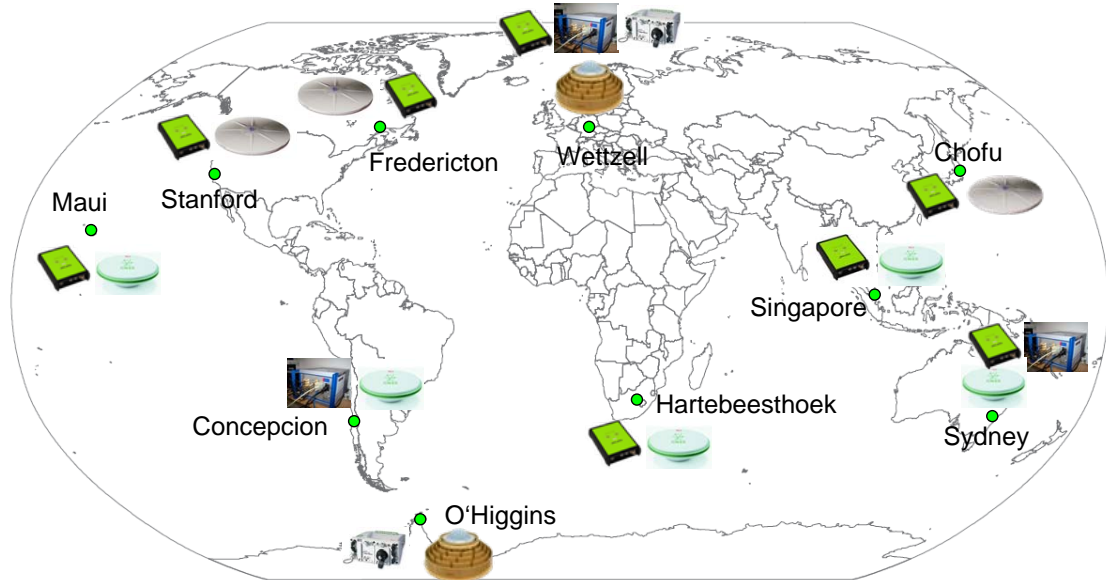 Fredericton
Wettzell
Chofu
Stanford
Maui
Singapore
Hartebeesthoek
Concepcion
Sydney
O‘Higgins